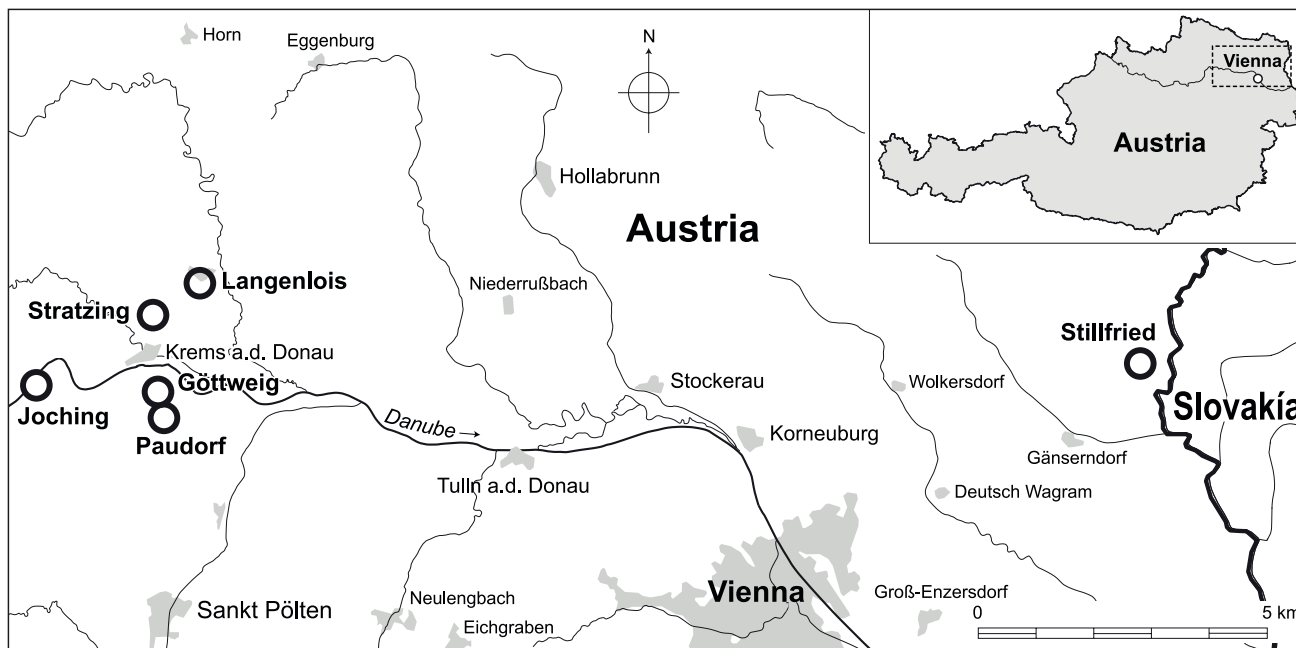 Horn
Eggenburg
N
Vienna
Austria
Hollabrunn
Austria
Langenlois
Niederrußbach
Stratzing
Stillfried
Krems a.d. Donau
Göttweig
Stockerau
Wolkersdorf
Joching
Slovakía
Danube →
Paudorf
Korneuburg
Gänserndorf
Tulln a.d. Donau
Deutsch Wagram
Vienna
Groß-Enzersdorf
Neulengbach
Sankt Pölten
0 5 km
Eichgraben